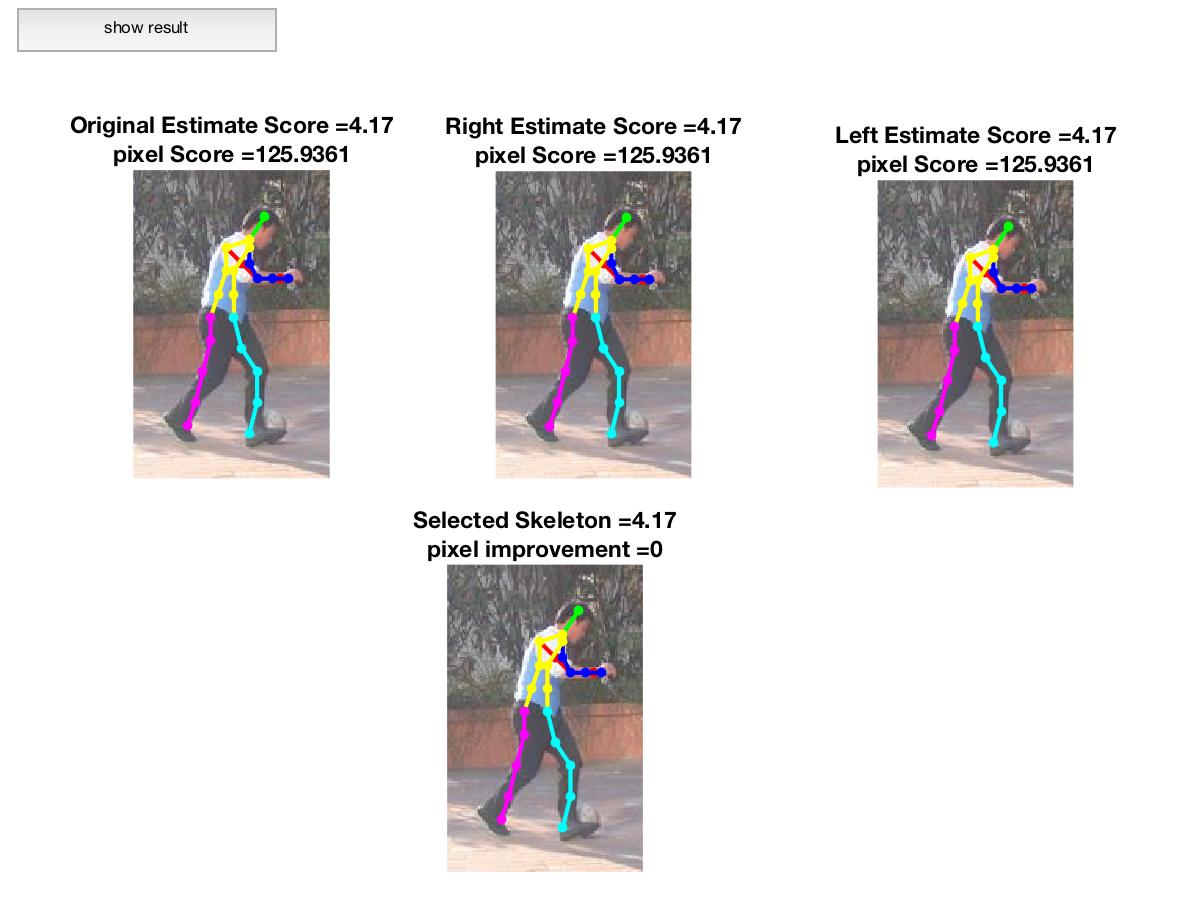 show result
Original Estimate Score =4.17
pixel Score =125.9361
Right Estimate Score =4.17
pixel Score =125.9361
Left Estimate Score =4.17
pixel Score =125.9361
Selected Skeleton =4.17
pixel improvement =0